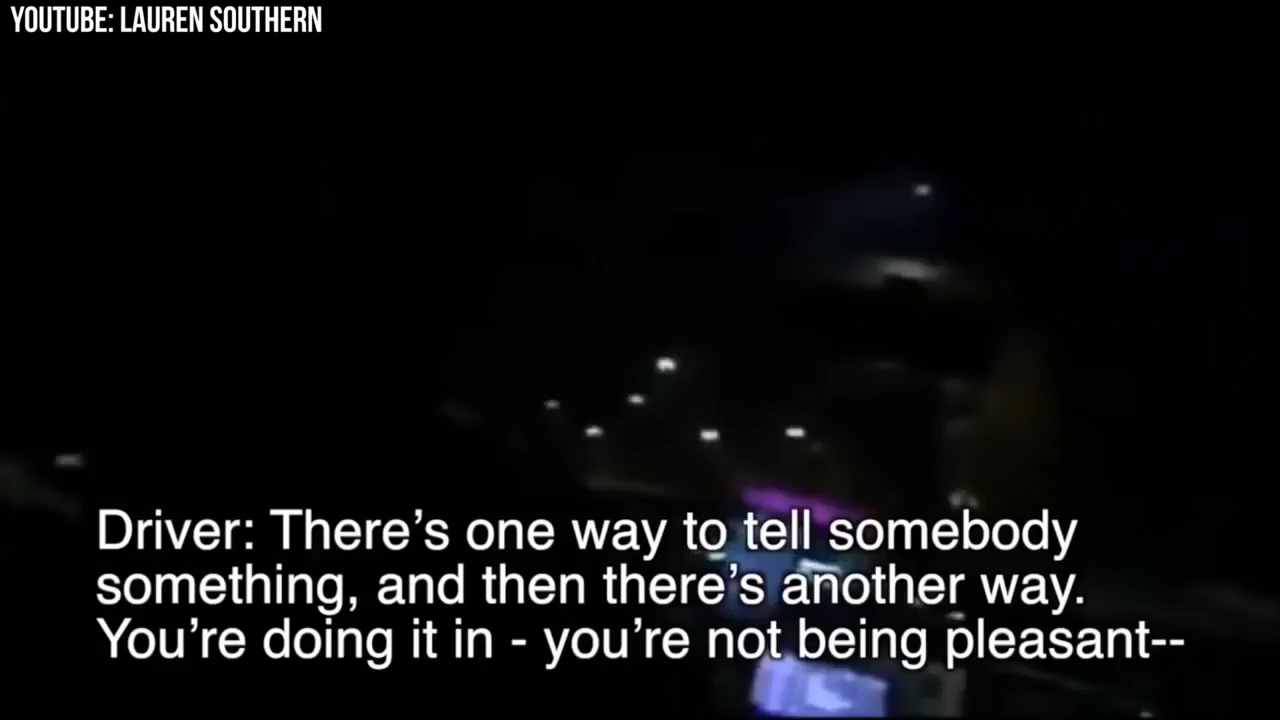 YOUTUBE: LAUREN SOUTHERN
Driver: There’s one way to tell somebody
something, and then there’s another way.
You’re doing it in - you’re not being pleasant--